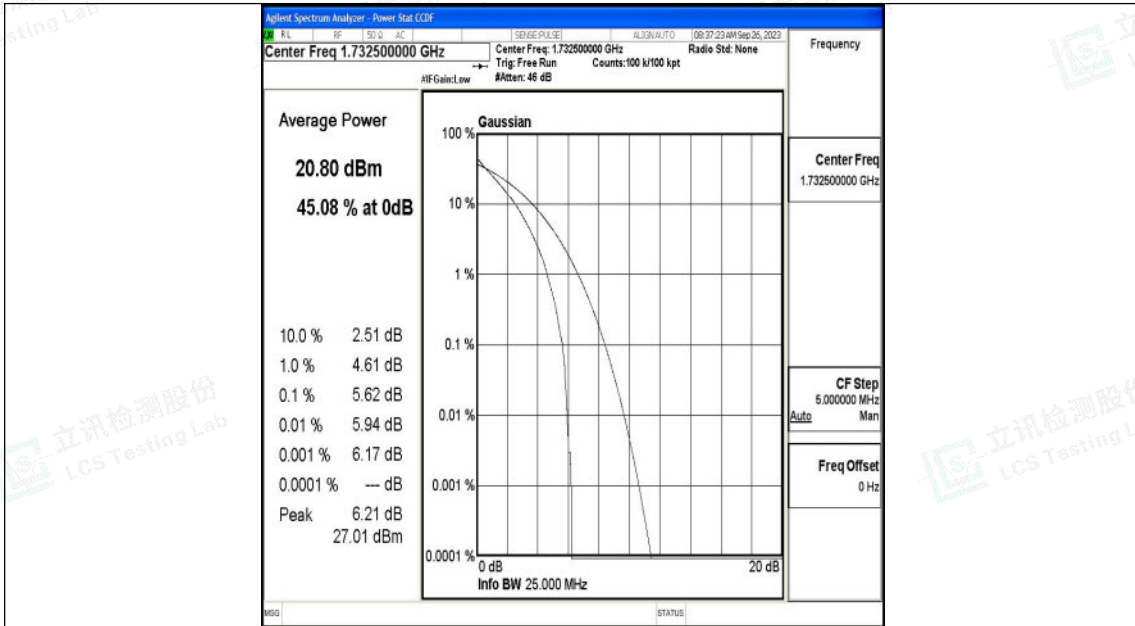 Agilent Spectrum Analyzer - Power Stat CCDF
RL RF 50 Ω AC SENSE:PULSE ALIGNAUTO 08:37:23 AM Sep 26, 2023
Center Freq 1.732500000 GHz
Center Freq: 1.732500000 GHz Radio Std: None
Trig: Free Run Counts:100 k/100 kpt
#IFGain:Low #Atten: 46 dB
Frequency
Average Power
20.80 dBm
45.08 % at 0dB
10.0 % 2.51 dB
1.0 % 4.61 dB
0.1 % 5.62 dB
0.01 % 5.94 dB
0.001 % 6.17 dB
0.0001 % --- dB
Peak 6.21 dB
27.01 dBm
Gaussian
100 %
10 %
1 %
0.1 %
0.01 %
0.001 %
0.0001 %
0 dB 20 dB
Info BW 25.000 MHz
Center Freq
1.732500000 GHz
CF Step
5.000000 MHz
Auto Man
Freq Offset
0 Hz
MSG STATUS
立讯检测股份
LCS Testing Lab
立讯检测股份
LCS Testing L
sting Lab
立